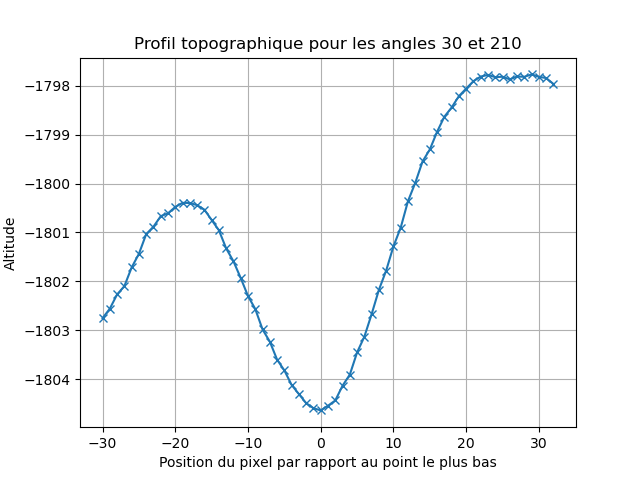 Profil topographique pour les angles 30 et 210
−1798
−1799
−1800
−1801
−1802
−1803
−1804
Altitude
−30 −20 −10 0 10 20 30
Position du pixel par rapport au point le plus bas